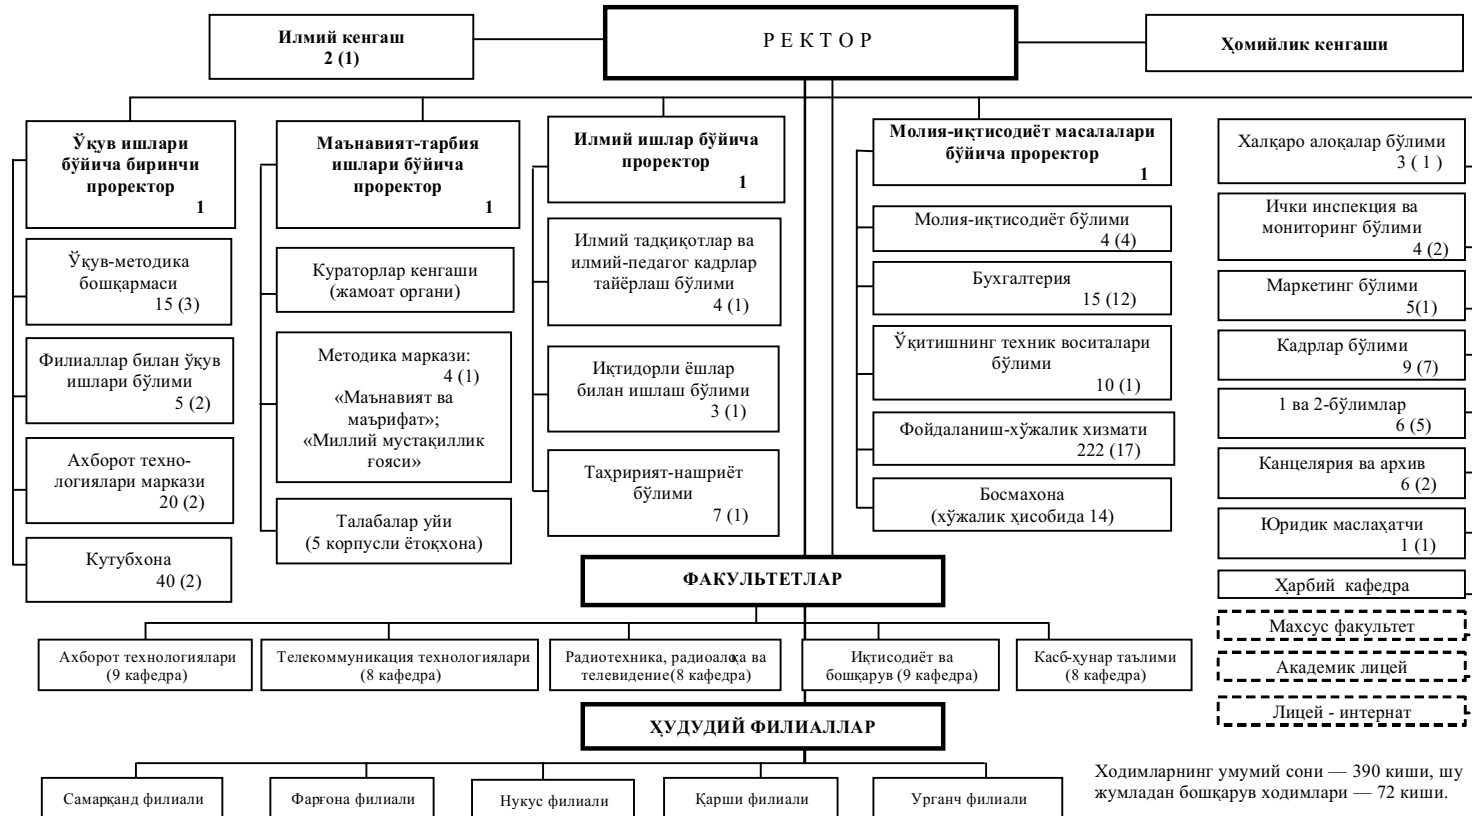 Илмий кенгаш
2 (1)
Р Е К Т О Р
Ҳомийлик кенгаши
Ўқув ишлари
бўйича биринчи
проректор
1
Ўқув-методика
бошқармаси
15 (3)
Филиаллар билан ўқув
ишлари бўлими
5 (2)
Ахборот техно-
логиялари маркази
20 (2)
Кутубхона
40 (2)
Маънавият-тарбия
ишлари бўйича
проректор
1
Кураторлар кенгаши
(жамоат органи)
Методика маркази:
4 (1)
«Маънавият ва
маърифат»;
«Миллий мустақиллик
ғояси»
Талабалар уйи
(5 корпусли ётоқхона)
Илмий ишлар бўйича
проректор
1
Илмий тадқиқотлар ва
илмий-педагог кадрлар
тайёрлаш бўлими
4 (1)
Иқтидорли ёшлар
билан ишлаш бўлими
3 (1)
Таҳририят-нашриёт
бўлими
7 (1)
Молия-иқтисодиёт масалалари
бўйича проректор
1
Молия-иқтисодиёт бўлими
4 (4)
Бухгалтерия
15 (12)
Ўқитишнинг техник воситалари
бўлими
10 (1)
Фойдаланиш-хўжалик хизмати
222 (17)
Босмахона
(хўжалик ҳисобида 14)
Халқаро алоқалар бўлими
3 ( 1 )
Ички инспекция ва
мониторинг бўлими
4 (2)
Маркетинг бўлими
5(1)
Кадрлар бўлими
9 (7)
1 ва 2-бўлимлар
6 (5)
Канцелярия ва архив
6 (2)
Юридик маслаҳатчи
1 (1)
Ҳарбий кафедра
Махсус факультет
Академик лицей
Лицей - интернат
ФАКУЛЬТЕТЛАР
Ахборот технологиялари
(9 кафедра)
Телекоммуникация технологиялари
(8 кафедра)
Радиотехника, радиоалоқа ва
телевидение(8 кафедра)
Иқтисодиёт ва
бошқарув (9 кафедра)
Касб-ҳунар таълими
(8 кафедра)
ҲУДУДИЙ ФИЛИАЛЛАР
Самарқанд филиали
Фарғона филиали
Нукус филиали
Қарши филиали
Урганч филиали
Ходимларнинг умумий сони — 390 киши, шу
жумладан бошқарув ходимлари — 72 киши.